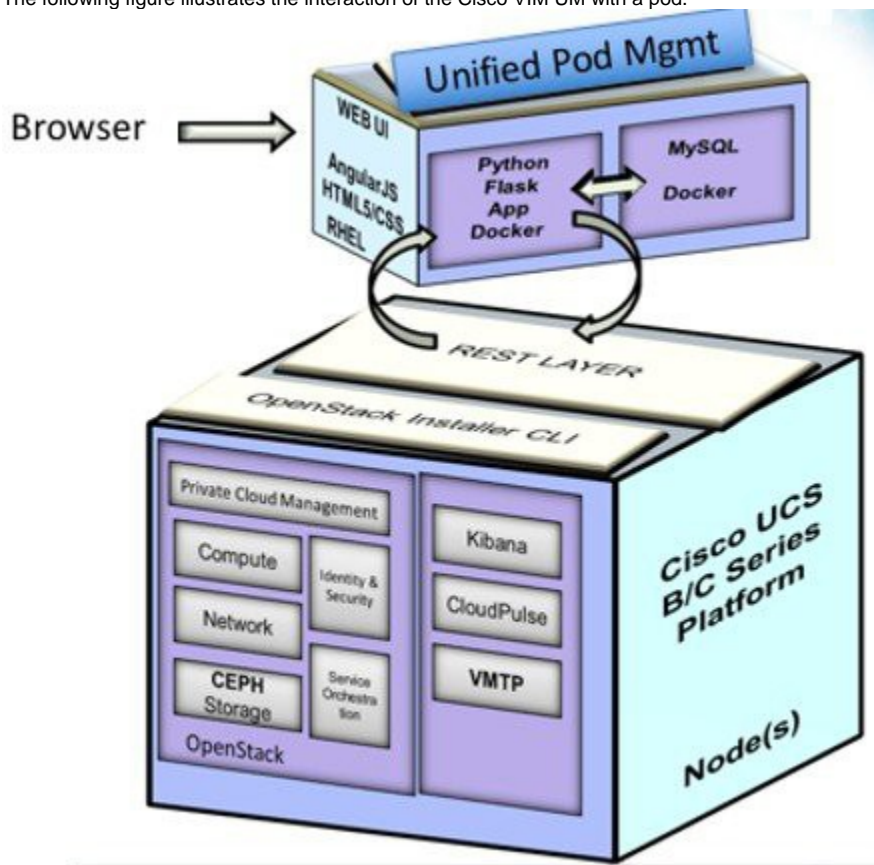 The following figure illustrates the interaction of the Cisco VIM UM with a pod.
Unified Pod Mgmt
Browser
WEB UI
AngularJS
HTML5/CSS
RHEL
Python
Flask
App
Docker
MySQL
Docker
REST LAYER
OpenStack Installer CLI
Private Cloud Management
Compute
Identity &
Security
Network
CEPH
Storage
Service
Orchestra
tion
OpenStack
Kibana
CloudPulse
VMTP
Cisco UCS
B/C Series
Platform
Node(s)